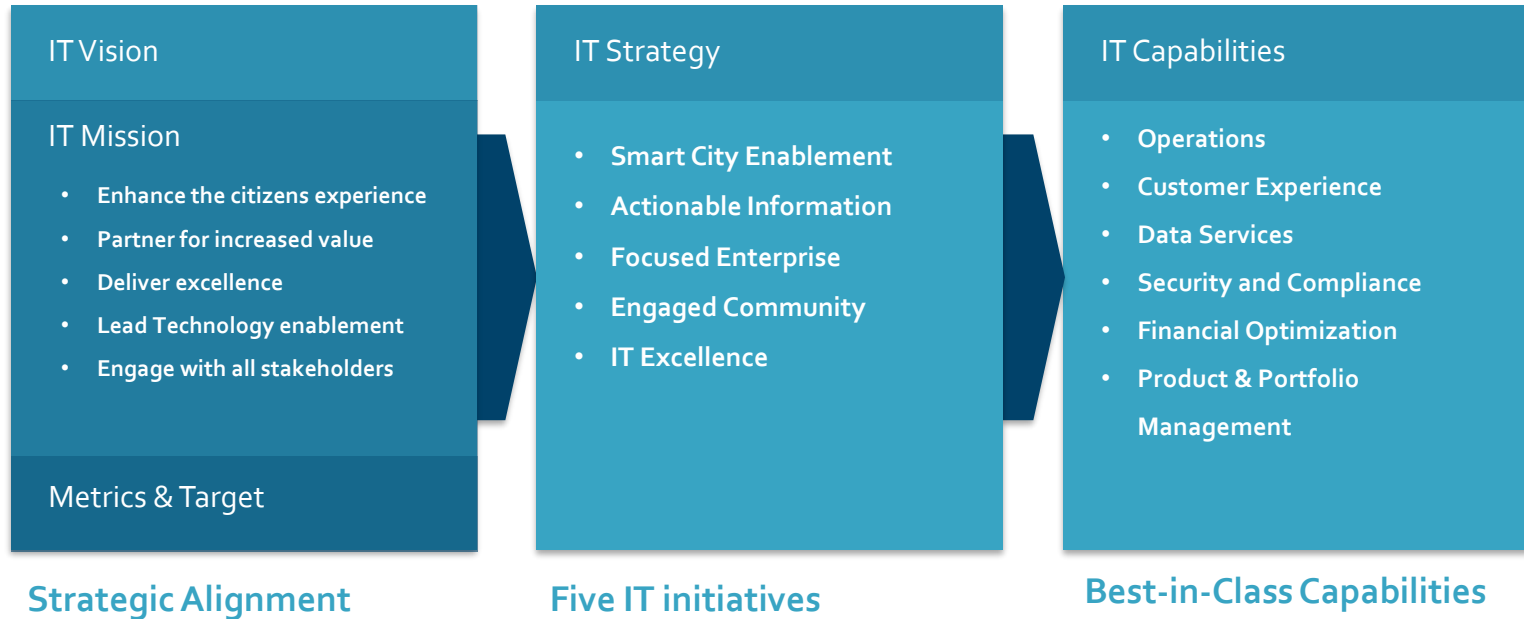 IT Vision
IT Mission
• Enhance the citizens experience
• Partner for increased value
• Deliver excellence
• Lead Technology enablement
• Engage with all stakeholders
Metrics & Target
Strategic Alignment
IT Strategy
• Smart City Enablement
• Actionable Information
• Focused Enterprise
• Engaged Community
• IT Excellence
Five IT initiatives
IT Capabilities
• Operations
• Customer Experience
• Data Services
• Security and Compliance
• Financial Optimization
• Product & Portfolio
Management
Best-in-Class Capabilities